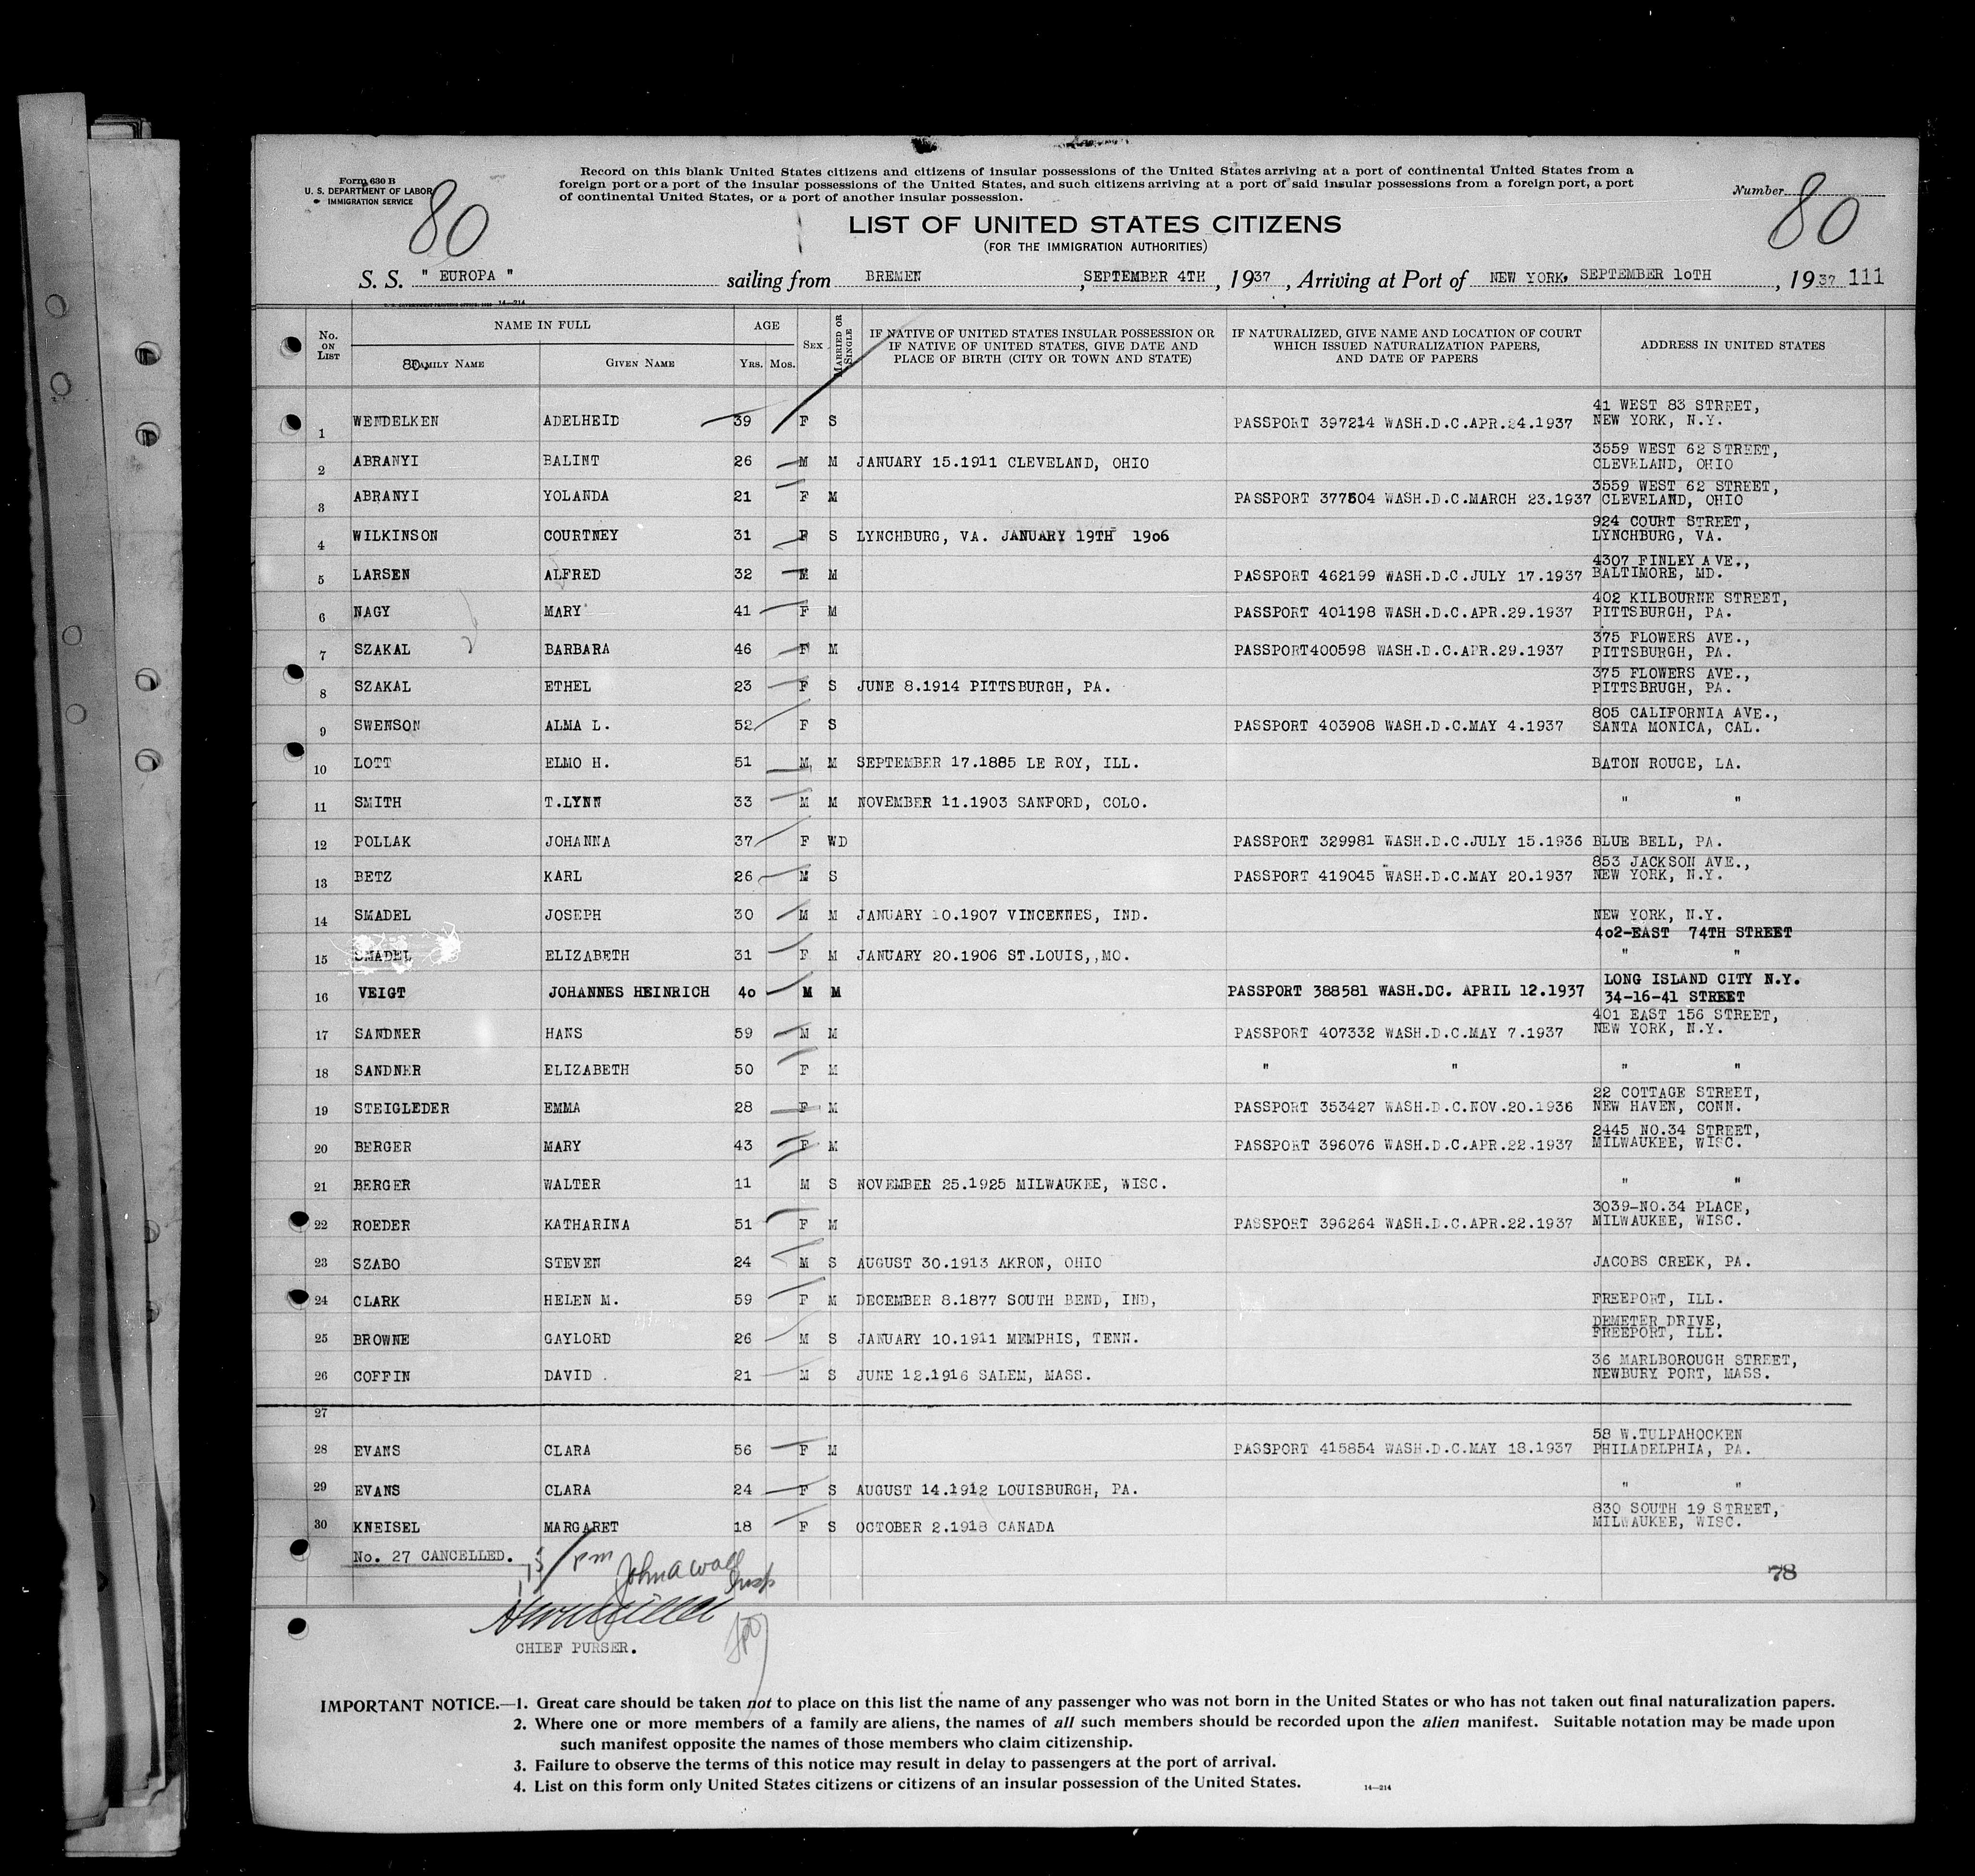 Form 630 B
U. S. DEPARTMENT OF LABOR
IMMIGRATION SERVICE
80
Record on this blank United States citizens and citizens of insular possessions of the United States arriving at a port of continental United States from a
foreign port or a port of the insular possessions of the United States, and such citizens arriving at a port of said insular possessions from a foreign port, a port
of continental United States, or a port of another insular possession.
Number
80
LIST OF UNITED STATES CITIZENS
(FOR THE IMMIGRATION AUTHORITIES)
S. S. " EUROPA " sailing from BREMEN , SEPTEMBER 4TH , 1937 , Arriving at Port of NEW YORK, SEPTEMBER 1oTH , 1937 111
14—214
No. ON LIST
NAME IN FULL
80. FAMILY NAME
GIVEN NAME
AGE
Yrs. Mos.
SEX
MARRIED OR SINGLE
IF NATIVE OF UNITED STATES INSULAR POSSESSION OR
IF NATIVE OF UNITED STATES, GIVE DATE AND
PLACE OF BIRTH (CITY OR TOWN AND STATE)
IF NATURALIZED, GIVE NAME AND LOCATION OF COURT
WHICH ISSUED NATURALIZATION PAPERS,
AND DATE OF PAPERS
ADDRESS IN UNITED STATES
1 WENDELKEN ADELHEID 39 F S PASSPORT 397214 WASH.D.C.APR.24.1937 41 WEST 83 STREET,
NEW YORK, N.Y.
2 ABRANYI BALINT 26 M M JANUARY 15.1911 CLEVELAND, OHIO 3559 WEST 62 STREET,
CLEVELAND, OHIO
3 ABRANYI YOLANDA 21 F M PASSPORT 377504 WASH.D.C.MARCH 23.1937 3559 WEST 62 STREET,
CLEVELAND, OHIO
4 WILKINSON COURTNEY 31 F S LYNCHBURG, VA. JANUARY 19TH 19o6 924 COURT STREET,
LYNCHBURG, VA.
5 LARSEN ALFRED 32 M M PASSPORT 462199 WASH.D.C.JULY 17.1937 4307 FINLEY AVE.,
BALTIMORE, MD.
6 NAGY MARY 41 F M PASSPORT 401198 WASH.D.C.APR.29.1937 402 KILBOURNE STREET,
PITTSBURGH, PA.
7 SZAKAL BARBARA 46 F M PASSPORT400598 WASH.D.C.APR.29.1937 375 FLOWERS AVE.,
PITTSBURGH, PA.
8 SZAKAL ETHEL 23 F S JUNE 8.1914 PITTSBURGH, PA. 375 FLOWERS AVE.,
PITTSBRUGH, PA.
9 SWENSON ALMA L. 52 F S PASSPORT 403908 WASH.D.C.MAY 4.1937 805 CALIFORNIA AVE.,
SANTA MONICA, CAL.
10 LOTT ELMO H. 51 M M SEPTEMBER 17.1885 LE ROY, ILL. BATON ROUGE, LA.
11 SMITH T.LYNN 33 M M NOVEMBER 11.1903 SANFORD, COLO. " "
12 POLLAK JOHANNA 37 F WD PASSPORT 329981 WASH.D.C.JULY 15.1936 BLUE BELL, PA.
13 BETZ KARL 26 M S PASSPORT 419045 WASH.D.C.MAY 20.1937 853 JACKSON AVE.,
NEW YORK, N.Y.
14 SMADEL JOSEPH 30 M M JANUARY 10.1907 VINCENNES, IND. NEW YORK, N.Y.
4o2-EAST 74TH STREET
15 SMADEL ELIZABETH 31 F M JANUARY 20.1906 ST.LOUIS,,MO. " "
16 VEIGT JOHANNES HEINRICH 4o M M PASSPORT 388581 WASH.DC. APRIL 12.1937 LONG ISLAND CITY N.Y.
34-16-41 STREET
17 SANDNER HANS 59 M M PASSPORT 407332 WASH.D.C.MAY 7.1937 401 EAST 156 STREET,
NEW YORK, N.Y.
18 SANDNER ELIZABETH 50 F M " " " "
19 STEIGLEDER EMMA 28 F M PASSPORT 353427 WASH.D.C.NOV.20.1936 22 COTTAGE STREET,
NEW HAVEN, CONN.
20 BERGER MARY 43 F M PASSPORT 396076 WASH.D.C.APR.22.1937 2445 NO.34 STREET,
MILWAUKEE, WISC.
21 BERGER WALTER 11 M S NOVEMBER 25.1925 MILWAUKEE, WISC. " "
22 ROEDER KATHARINA 51 F M PASSPORT 396264 WASH.D.C.APR.22.1937 3039-NO.34 PLACE,
MILWAUKEE, WISC.
23 SZABO STEVEN 24 M S AUGUST 30.1913 AKRON, OHIO JACOBS CREEK, PA.
24 CLARK HELEN M. 59 F M DECEMBER 8.1877 SOUTH BEND, IND, FREEPORT, ILL.
25 BROWNE GAYLORD 26 M S JANUARY 10.1911 MEMPHIS, TENN. DEMETER DRIVE,
FREEPORT, ILL.
26 COFFIN DAVID 21 M S JUNE 12.1916 SALEM, MASS. 36 MARLBOROUGH STREET,
NEWBURY PORT, MASS.
27
28 EVANS CLARA 56 F M PASSPORT 415854 WASH.D.C.MAY 18.1937 58 W.TULPAHOCKEN
PHILADELPHIA, PA.
29 EVANS CLARA 24 F S AUGUST 14.1912 LOUISBURGH, PA. " "
30 KNEISEL MARGARET 18 F S OCTOBER 2.1918 CANADA 830 SOUTH 19 STREET,
MILWAUKEE, WISC.
No. 27 CANCELLED.
pm
78
CHIEF PURSER.
IMPORTANT NOTICE.—1. Great care should be taken not to place on this list the name of any passenger who was not born in the United States or who has not taken out final naturalization papers.
2. Where one or more members of a family are aliens, the names of all such members should be recorded upon the alien manifest. Suitable notation may be made upon
such manifest opposite the names of those members who claim citizenship.
3. Failure to observe the terms of this notice may result in delay to passengers at the port of arrival.
4. List on this form only United States citizens or citizens of an insular possession of the United States.
14—214